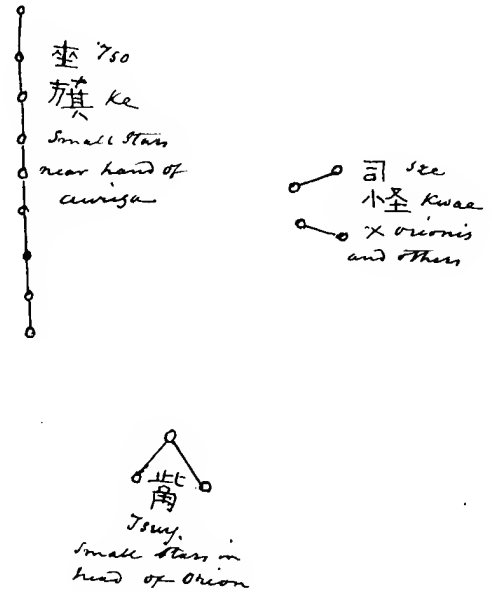 坐 Tso
旗 Ke
Small Stars
near hand of
auriga
司 sze
怪 Kwae
χ orionis
and others
觜
Tsuy.
Small Stars in
head of Orion